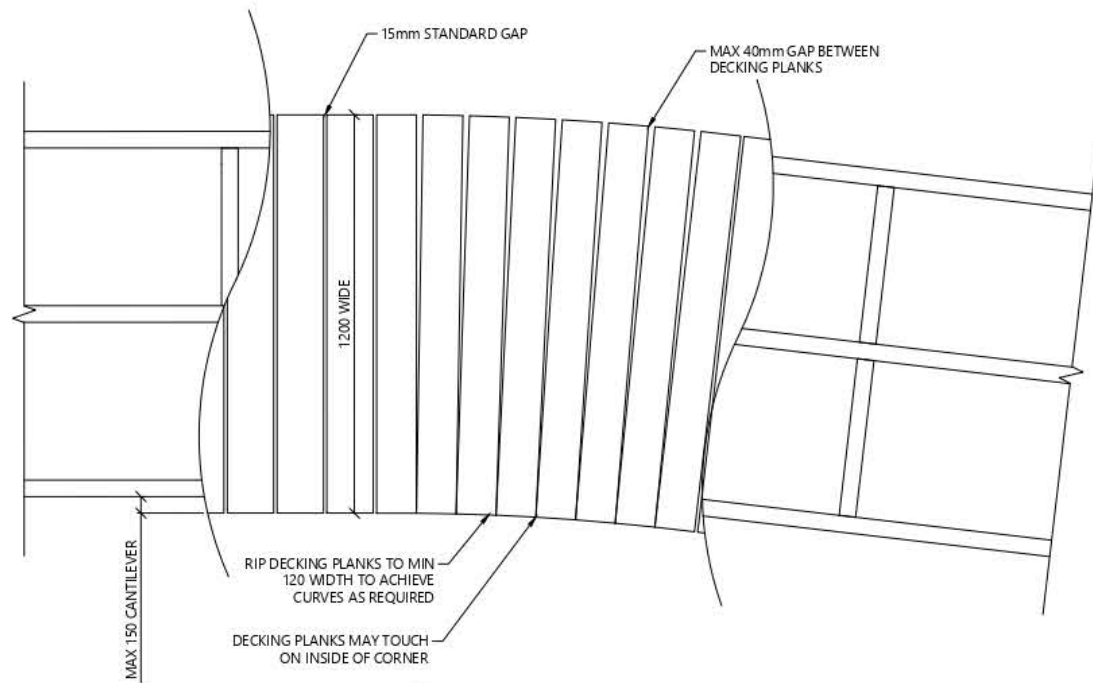 15mm STANDARD GAP
MAX 40mm GAP BETWEEN
DECKING PLANKS
1200 WIDE
RIP DECKING PLANKS TO MIN
120 WIDTH TO ACHIEVE
CURVES AS REQUIRED
DECKING PLANKS MAY TOUCH
ON INSIDE OF CORNER
MAX 150 CANTILEVER